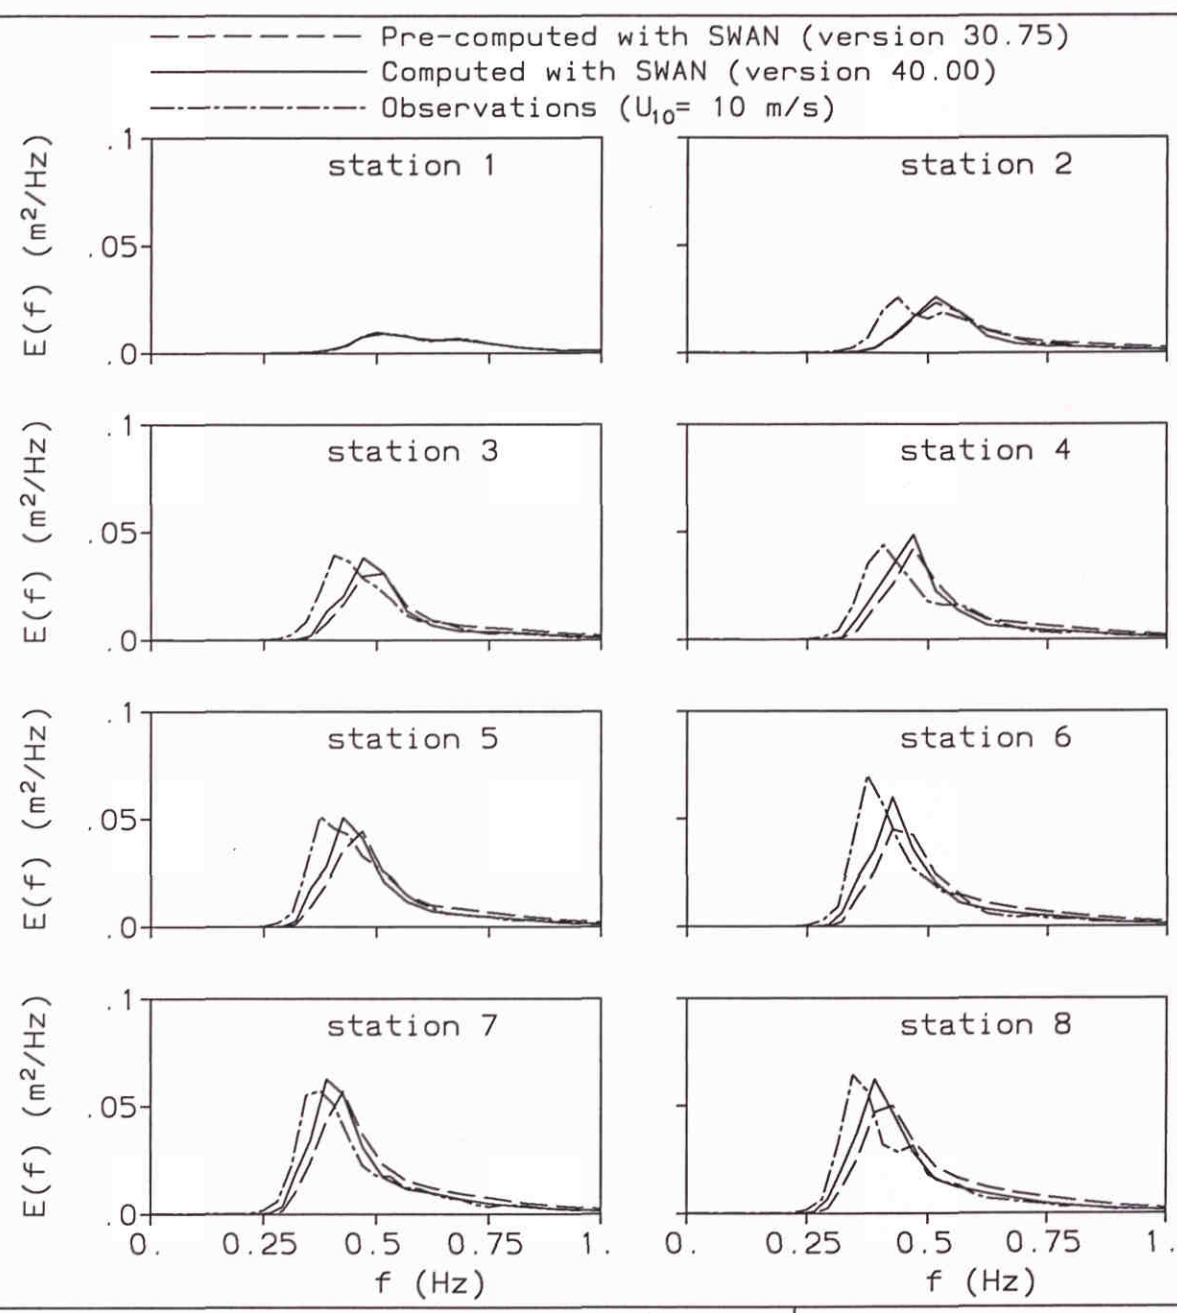 Pre-computed with SWAN (version 30.75)
Computed with SWAN (version 40.00)
Observations (U₁₀= 10 m/s)
station 1
station 2
.1
.05
.0
E(f) (m²/Hz)
station 3
station 4
.1
.05
.0
E(f) (m²/Hz)
station 5
station 6
.1
.05
.0
E(f) (m²/Hz)
station 7
station 8
.1
.05
.0
E(f) (m²/Hz)
0. 0.25 0.5 0.75 1. 0. 0.25 0.5 0.75 1.
f (Hz) f (Hz)